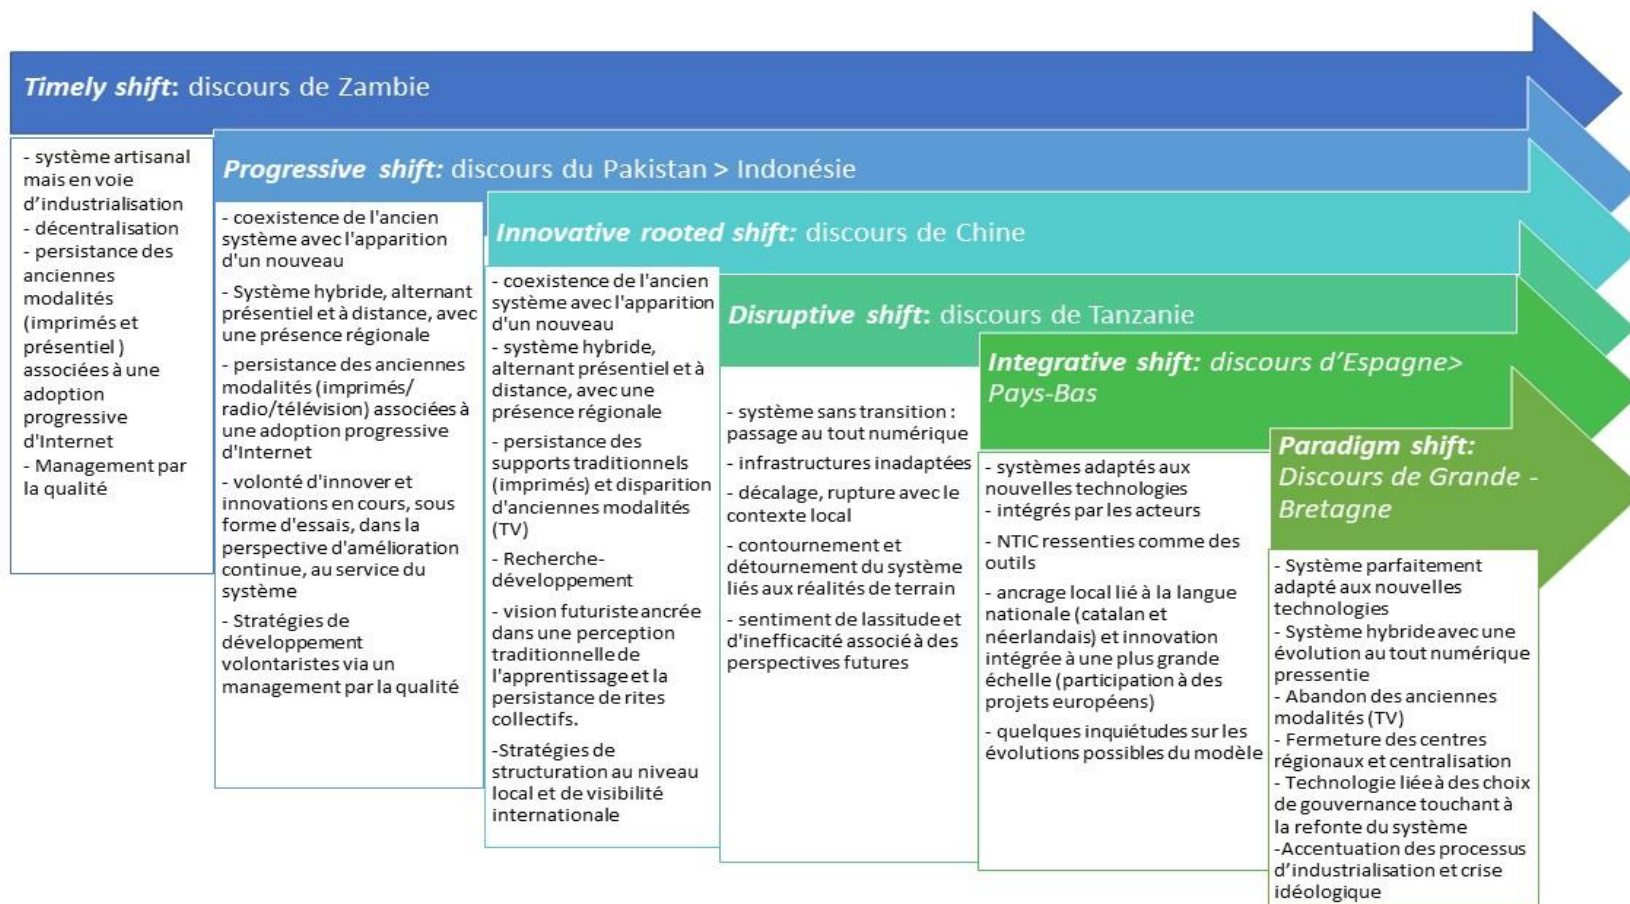 Timely shift: discours de Zambie
- système artisanal
mais en voie
d’industrialisation
- décentralisation
- persistance des
anciennes
modalités
(imprimés et
présentiel )
associées à une
adoption
progressive
d'Internet
- Management par
la qualité
Progressive shift: discours du Pakistan > Indonésie
- coexistence de l'ancien
système avec l'apparition
d'un nouveau
- Système hybride, alternant
présentiel et à distance, avec
une présence régionale
- persistance des anciennes
modalités (imprimés/
radio/télévision) associées à
une adoption progressive
d'Internet
- volonté d'innover et
innovations en cours, sous
forme d'essais, dans la
perspective d'amélioration
continue, au service du
système
- Stratégies de
développement
volontaristes via un
management par la qualité
Innovative rooted shift: discours de Chine
- coexistence de l'ancien
système avec l'apparition
d'un nouveau
- système hybride,
alternant présentiel et à
distance, avec une
présence régionale
- persistance des
supports traditionnels
(imprimés) et disparition
d'anciennes modalités
(TV)
- Recherche-
développement
- vision futuriste ancrée
dans une perception
traditionnelle de
l'apprentissage et la
persistance de rites
collectifs.
-Stratégies de
structuration au niveau
local et de visibilité
internationale
Disruptive shift: discours de Tanzanie
- système sans transition :
passage au tout numérique
- infrastructures inadaptées
- décalage, rupture avec le
contexte local
- contournement et
détournement du système
liés aux réalités de terrain
- sentiment de lassitude et
d'inefficacité associé à des
perspectives futures
Integrative shift: discours d’Espagne>
Pays-Bas
- systèmes adaptés aux
nouvelles technologies
- intégrés par les acteurs
- NTIC ressenties comme des
outils
- ancrage local lié à la langue
nationale (catalan et
néerlandais) et innovation
intégrée à une plus grande
échelle (participation à des
projets européens)
- quelques inquiétudes sur les
évolutions possibles du modèle
Paradigm shift:
Discours de Grande -
Bretagne
- Système parfaitement
adapté aux nouvelles
technologies
- Système hybride avec une
évolution au tout numérique
pressentie
- Abandon des anciennes
modalités (TV)
- Fermeture des centres
régionaux et centralisation
- Technologie liée à des choix
de gouvernance touchant à
la refonte du système
-Accentuation des processus
d’industrialisation et crise
idéologique